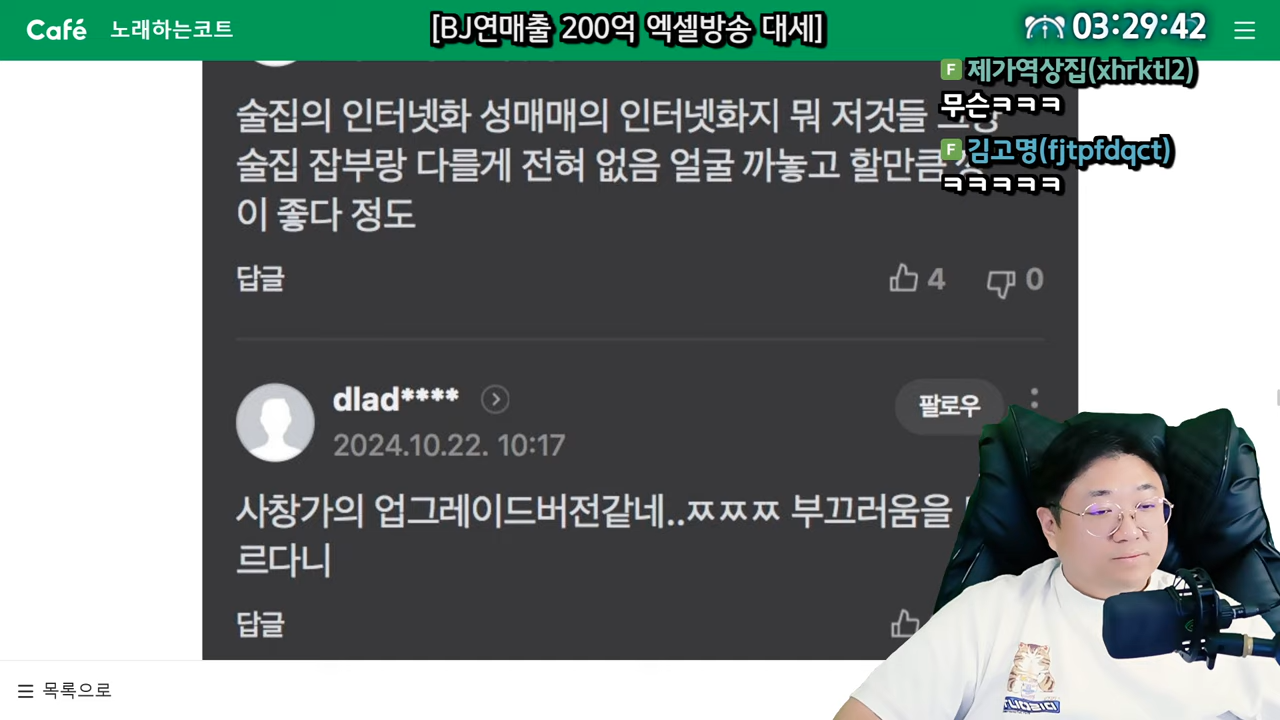 Café 노래하는코트
[BJ연매출 200억 엑셀방송 대세]
03:29:42
F 제가역상집(xhrktl2)
무슨ㅋㅋㅋ
F 김고명(fjtpfdqct)
ㅋㅋㅋㅋㅋ
술집의 인터넷화 성매매의 인터넷화지 뭐 저것들
술집 잡부랑 다를게 전혀 없음 얼굴 까놓고 할만큼
이 좋다 정도
답글
4 0
dlad****
2024.10.22. 10:17
팔로우
사창가의 업그레이드버전같네..ㅉㅉㅉ 부끄러움을
르다니
답글
목록으로